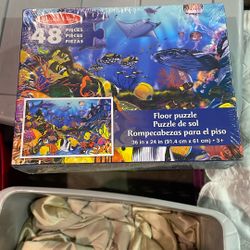 48
PIECES
PIÈCES
PIEZAS
Floor puzzle
Puzzle de sol
Rompecabezas para el piso
36 in x 24 in (91,4 cm x 61 cm) • 3+